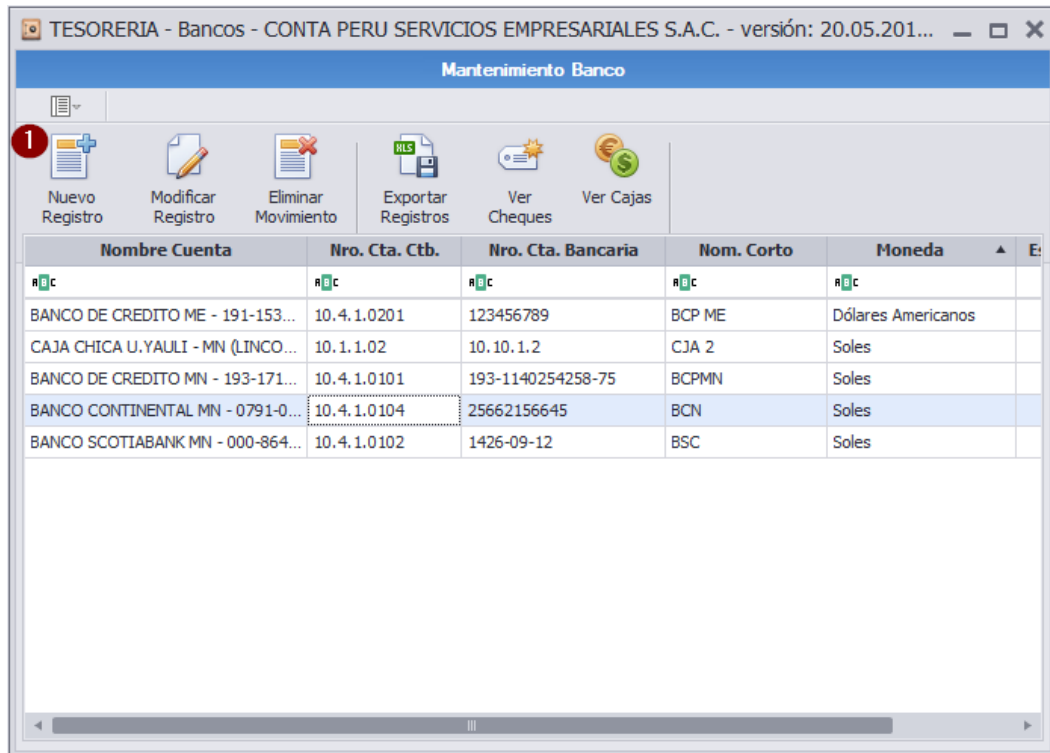 TESORERIA - Bancos - CONTA PERU SERVICIOS EMPRESARIALES S.A.C. - versión: 20.05.201...
Mantenimiento Banco
1
XLS
Nuevo Registro Modificar Registro Eliminar Movimiento Exportar Registros Ver Cheques Ver Cajas
Nombre Cuenta Nro. Cta. Ctb. Nro. Cta. Bancaria Nom. Corto Moneda
ABC ABC ABC ABC ABC
BANCO DE CREDITO ME - 191-153... 10.4.1.0201 123456789 BCP ME Dólares Americanos
CAJA CHICA U.YAULI - MN (LINCO... 10.1.1.02 10.10.1.2 CJA 2 Soles
BANCO DE CREDITO MN - 193-171... 10.4.1.0101 193-1140254258-75 BCPMN Soles
BANCO CONTINENTAL MN - 0791-0... 10.4.1.0104 25662156645 BCN Soles
BANCO SCOTIABANK MN - 000-864... 10.4.1.0102 1426-09-12 BSC Soles